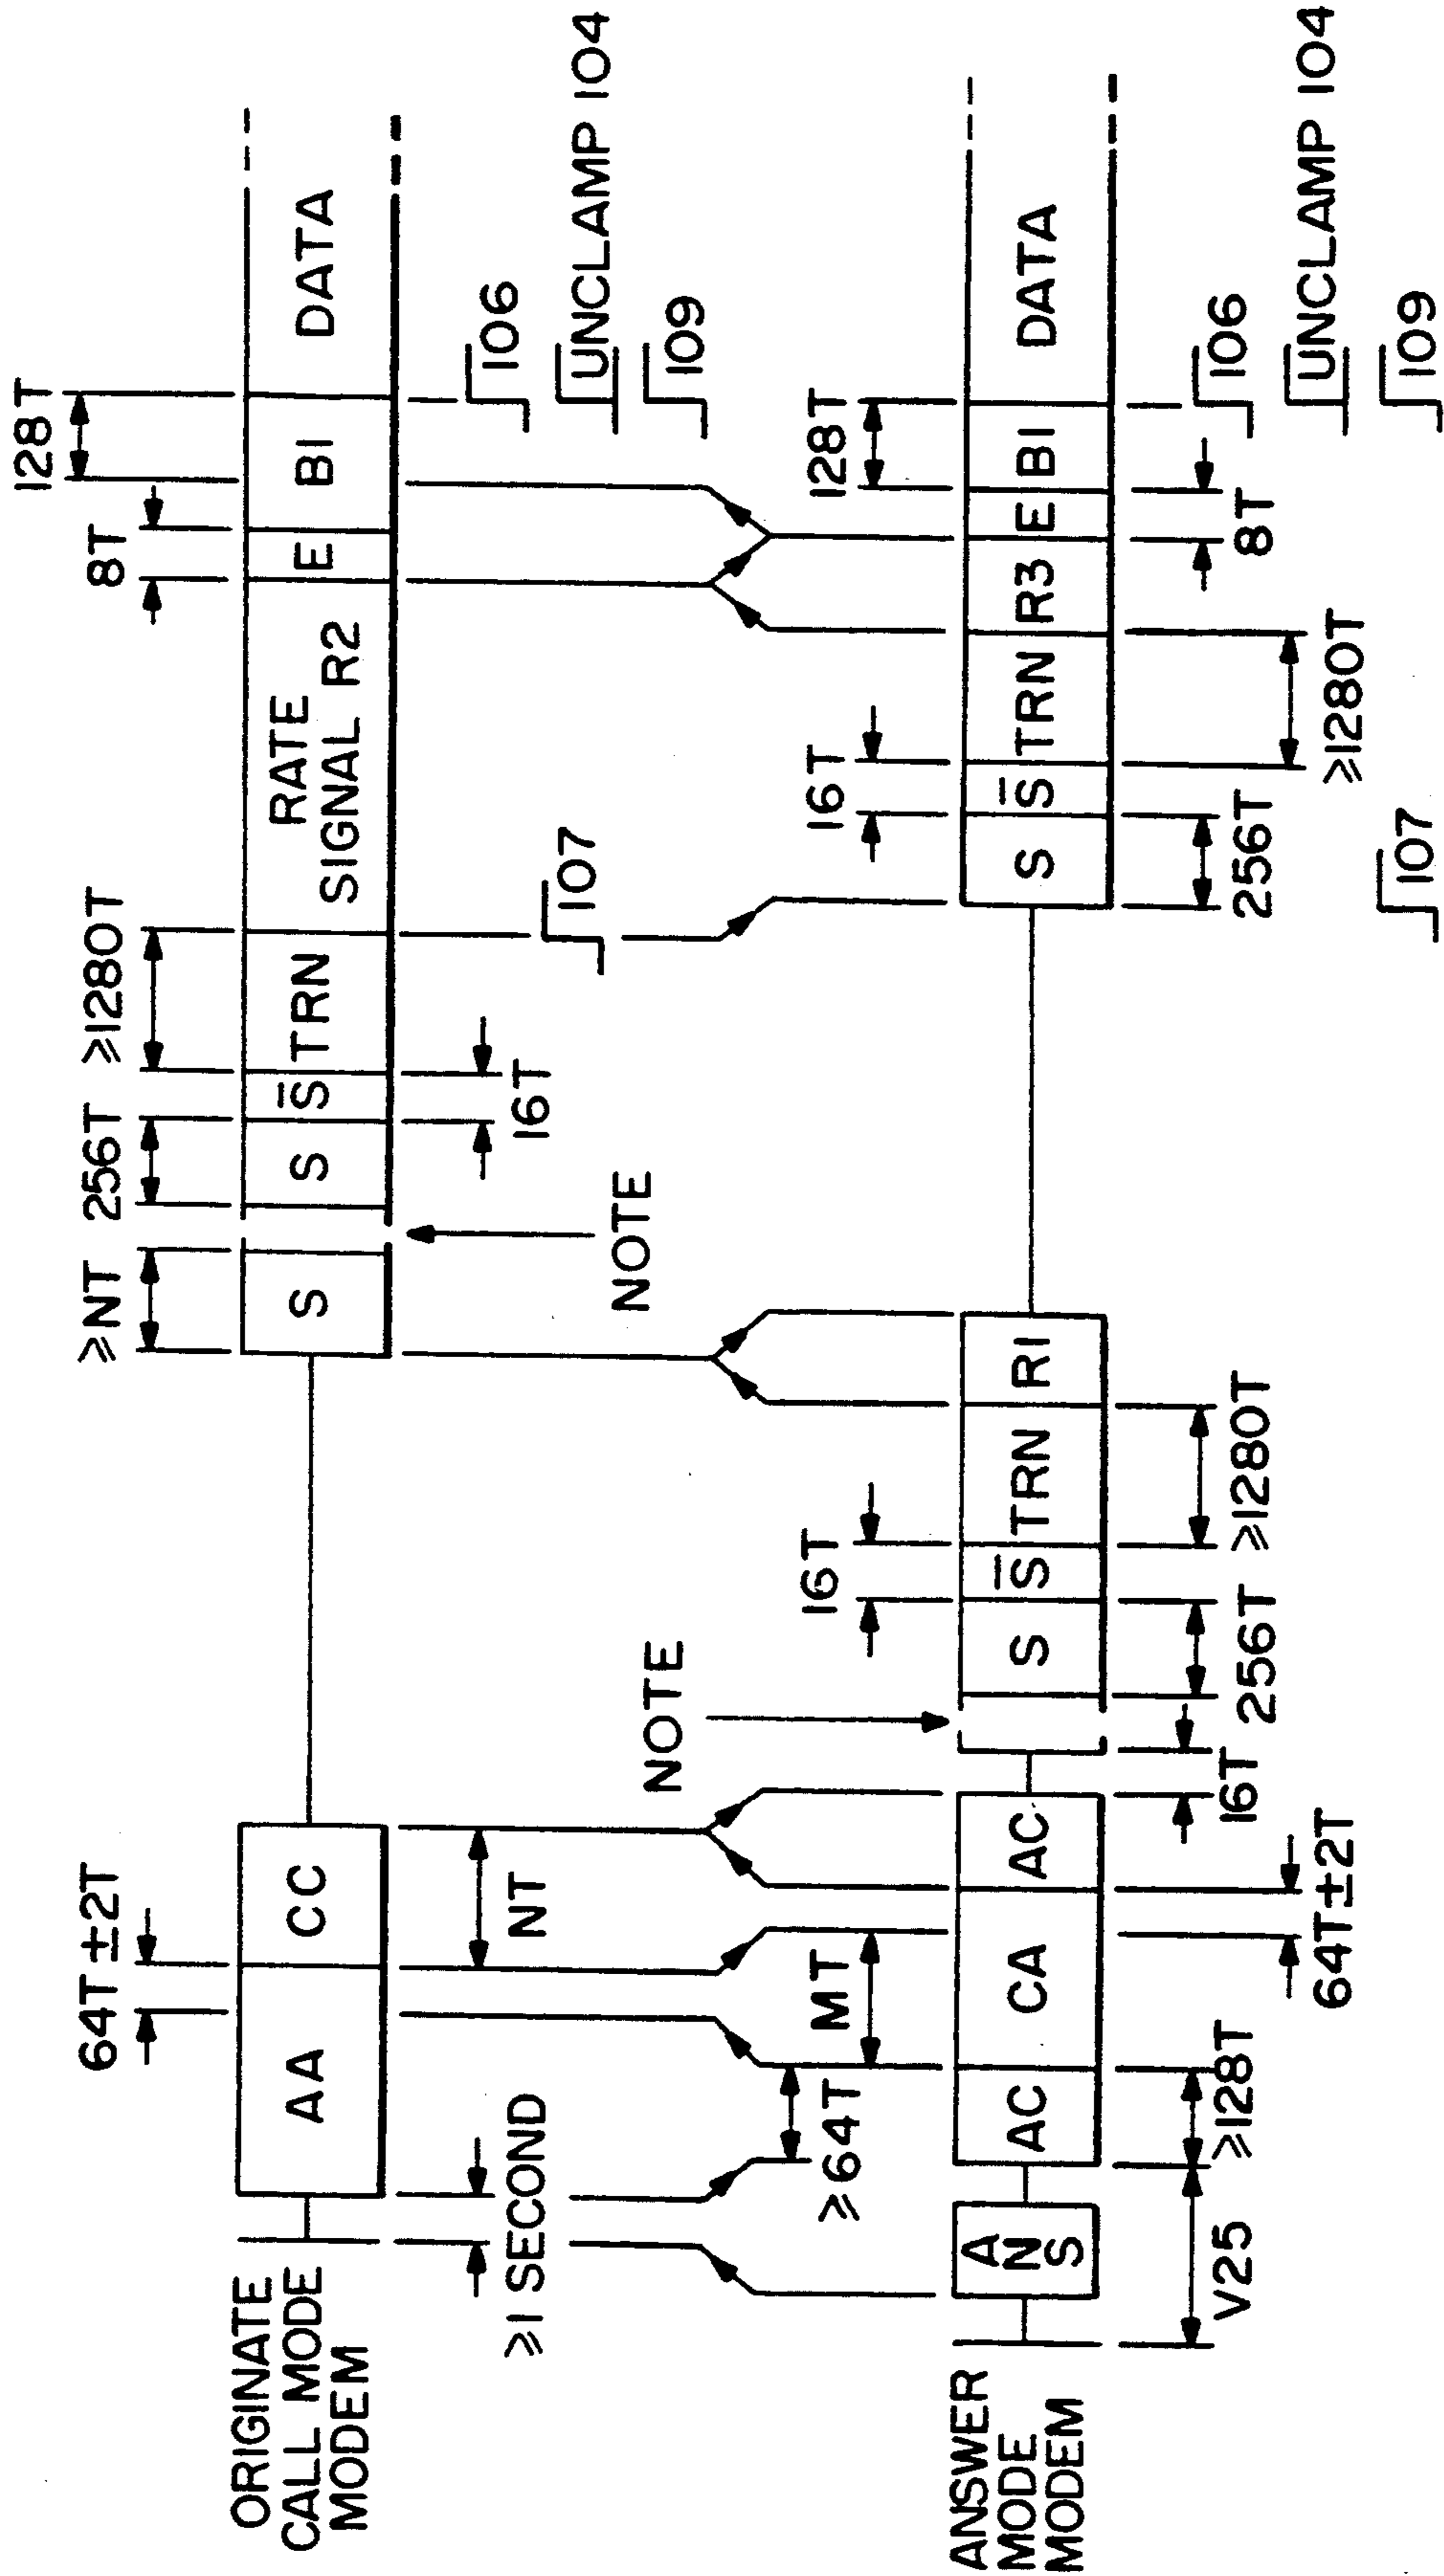 64T±2T
≥NT
256T
≥1280T
8T
128T
ORIGINATE
CALL MODE
MODEM
AA
CC
S
S
S̅
TRN
RATE
SIGNAL R2
E
B1
DATA
≥1 SECOND
NT
NOTE
16T
107
106
UNCLAMP 104
109
≥64T
MT
NOTE
16T
16T
128T
ANSWER
MODE
MODEM
ANS
AC
CA
AC
S
S̅
TRN
R1
S
S̅
TRN
R3
E
B1
DATA
V25
≥128T
64T±2T
16T
256T
≥1280T
256T
≥1280T
8T
107
106
UNCLAMP 104
109